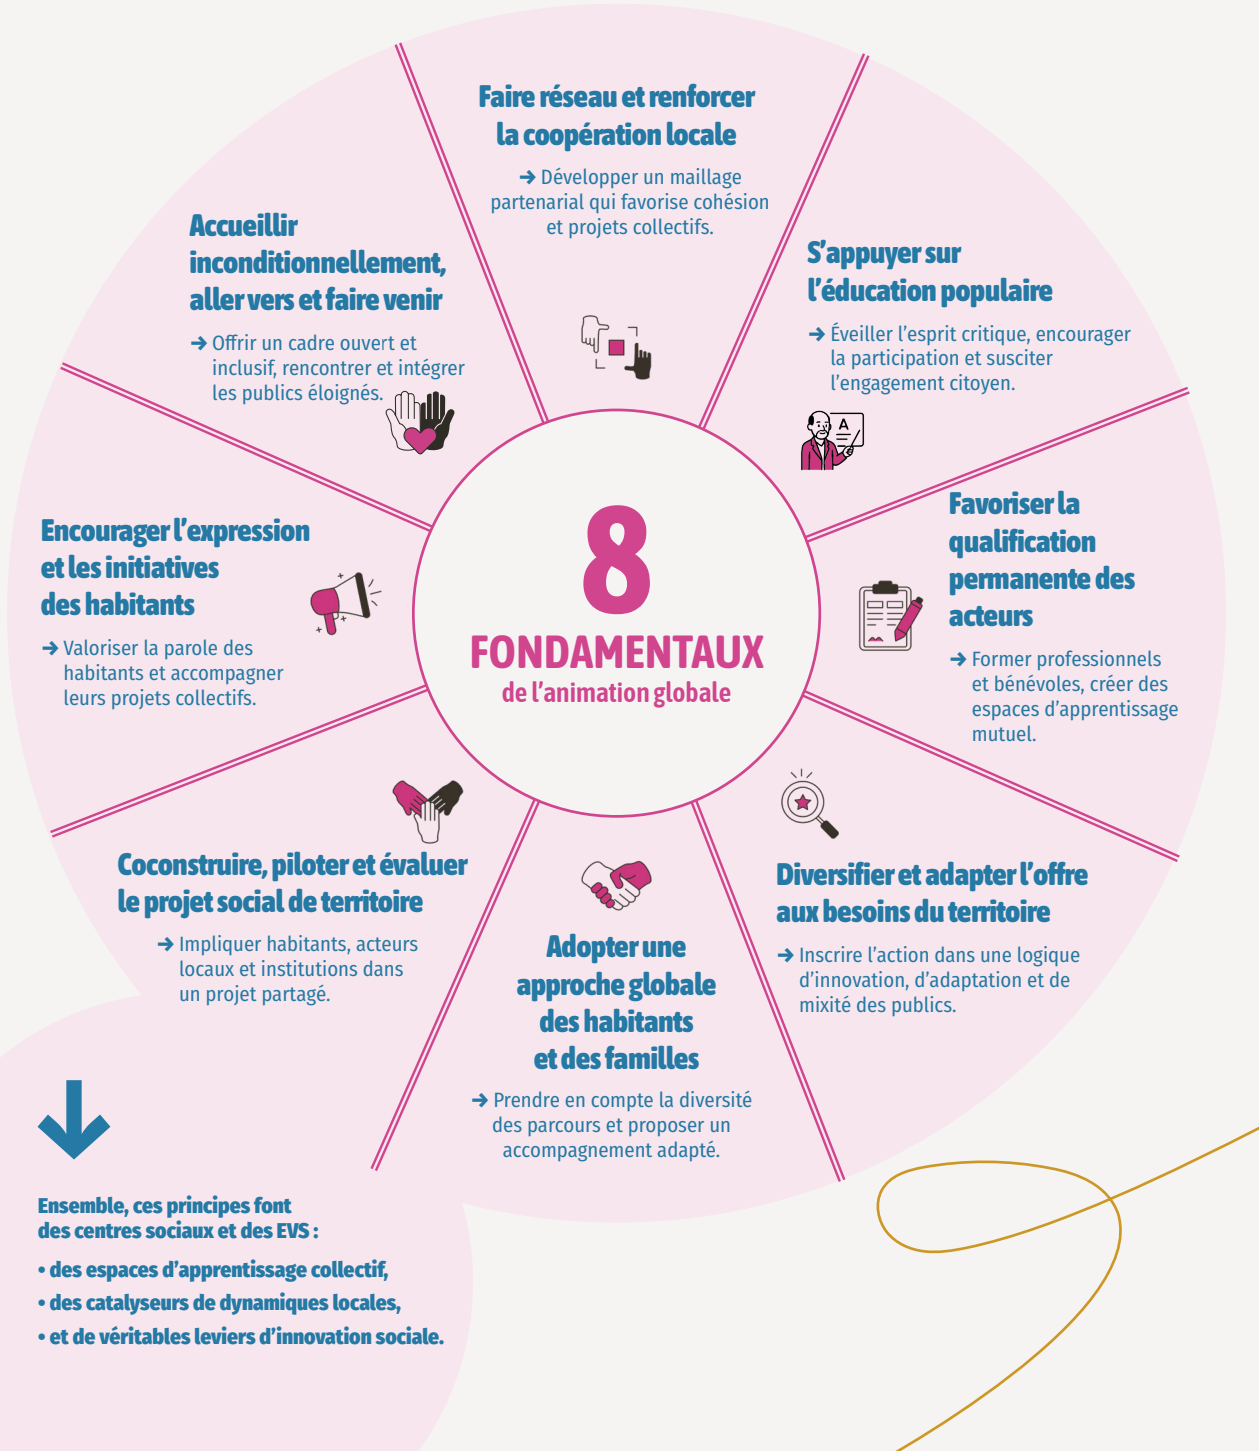 Faire réseau et renforcer
la coopération locale
→ Développer un maillage
partenarial qui favorise cohésion
et projets collectifs.
S'appuyer sur
l'éducation populaire
→ Éveiller l'esprit critique, encourager
la participation et susciter
l'engagement citoyen.
A
Favoriser la
qualification
permanente des
acteurs
→ Former professionnels
et bénévoles, créer des
espaces d'apprentissage
mutuel.
Diversifier et adapter l'offre
aux besoins du territoire
→ Inscrire l'action dans une logique
d'innovation, d'adaptation et de
mixité des publics.
Adopter une
approche globale
des habitants
et des familles
→ Prendre en compte la diversité
des parcours et proposer un
accompagnement adapté.
Coconstruire, piloter et évaluer
le projet social de territoire
→ Impliquer habitants, acteurs
locaux et institutions dans
un projet partagé.
Encourager l'expression
et les initiatives
des habitants
→ Valoriser la parole des
habitants et accompagner
leurs projets collectifs.
Accueillir
inconditionnellement,
aller vers et faire venir
→ Offrir un cadre ouvert et
inclusif, rencontrer et intégrer
les publics éloignés.
8
FONDAMENTAUX
de l'animation globale
Ensemble, ces principes font
des centres sociaux et des EVS :
• des espaces d'apprentissage collectif,
• des catalyseurs de dynamiques locales,
• et de véritables leviers d'innovation sociale.